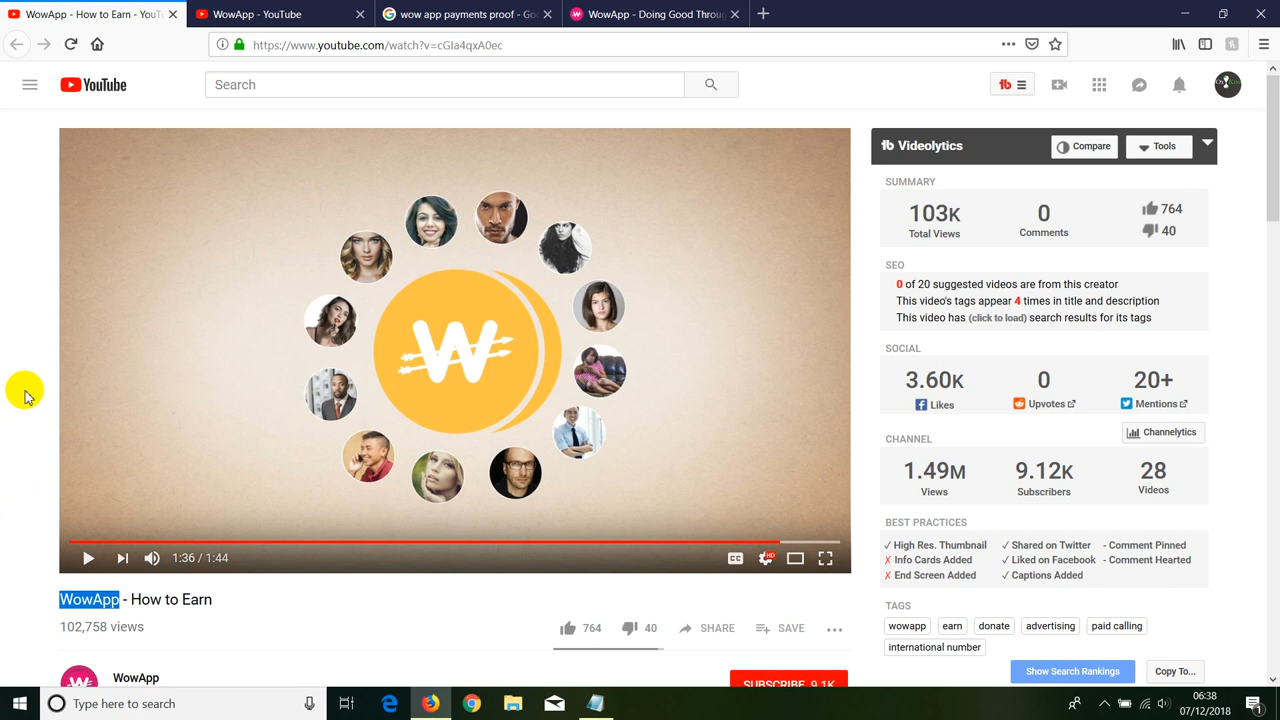 WowApp - How to Earn - YouT
WowApp - YouTube
wow app payments proof - Go
WowApp - Doing Good Throu
https://www.youtube.com/watch?v=cGIa4qxA0ec
YouTube
Search
tb
tb Videolytics
Compare
Tools
SUMMARY
103K
0
764
Total Views
Comments
40
SEO
0 of 20 suggested videos are from this creator
This video's tags appear 4 times in title and description
This video has (click to load) search results for its tags
SOCIAL
3.60K
0
20+
Likes
Upvotes
Mentions
Channelytics
CHANNEL
1.49M
9.12K
28
Views
Subscribers
Videos
BEST PRACTICES
✓ High Res. Thumbnail
✓ Shared on Twitter
- Comment Pinned
✗ Info Cards Added
✓ Liked on Facebook
- Comment Hearted
✗ End Screen Added
✓ Captions Added
TAGS
wowapp
earn
donate
advertising
paid calling
international number
Show Search Rankings
Copy To...
W
1:36 / 1:44
CC
HD
WowApp - How to Earn
102,758 views
764
40
SHARE
SAVE
WowApp
SUBSCRIBE 9.1K
Type here to search
06:38
07/12/2018
1